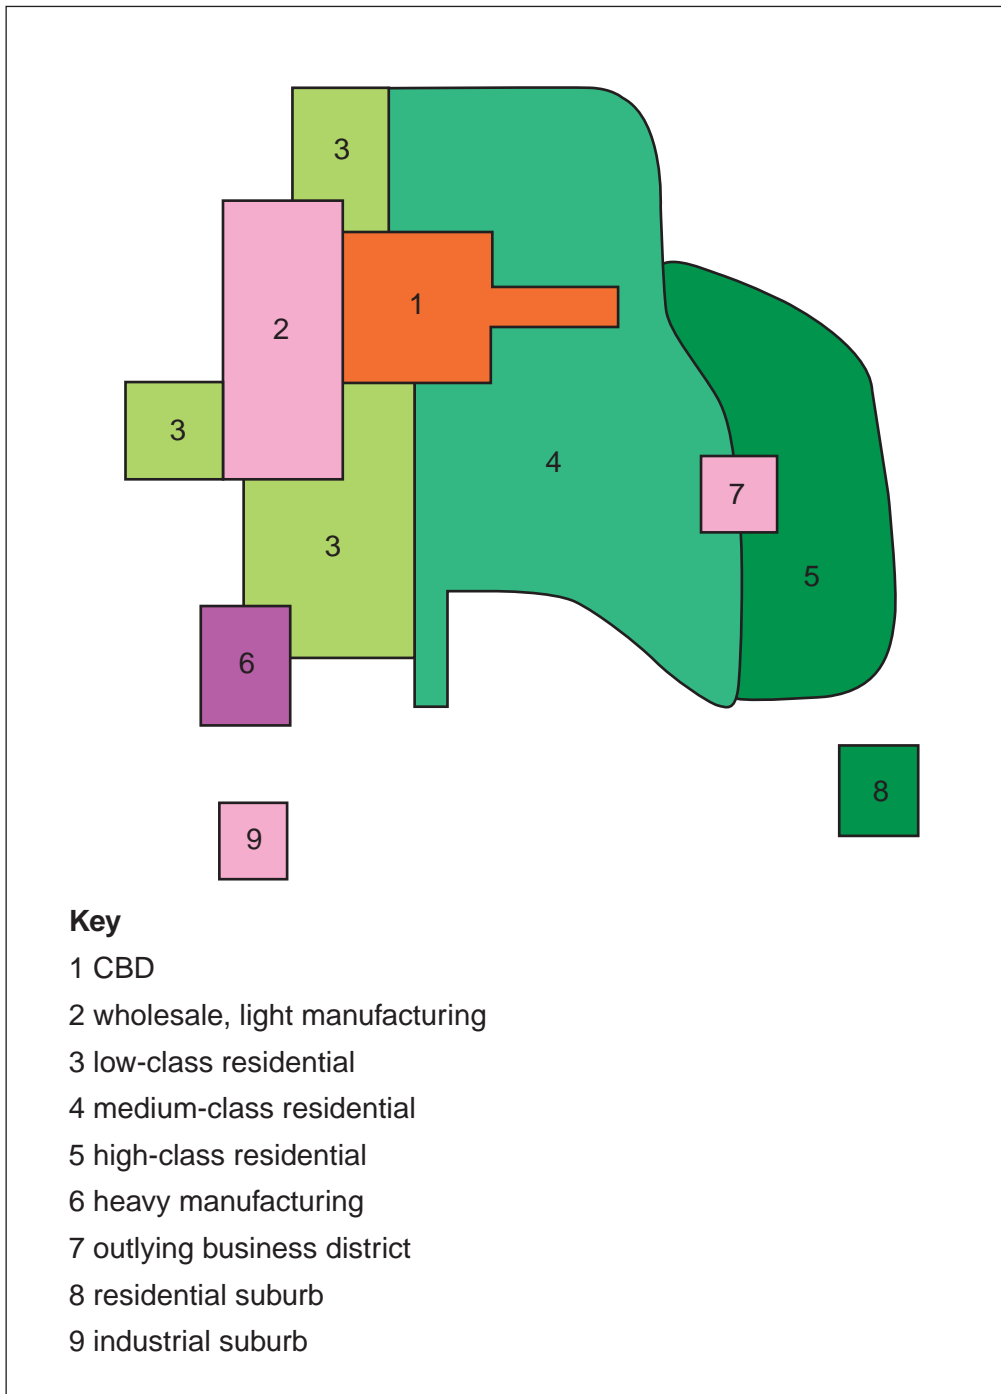 3
1
2
3
4
7
3
5
6
8
9
Key
1 CBD
2 wholesale, light manufacturing
3 low-class residential
4 medium-class residential
5 high-class residential
6 heavy manufacturing
7 outlying business district
8 residential suburb
9 industrial suburb